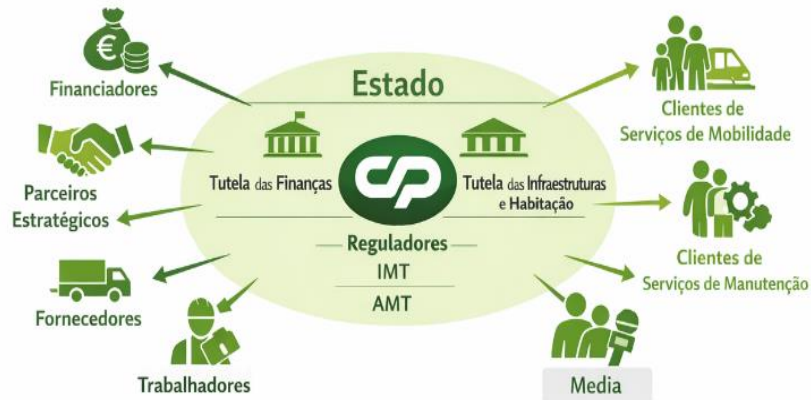 Estado
Financiadores
Clientes de
Serviços de Mobilidade
Tutela das Finanças
cp
Tutela das Infraestruturas
e Habitação
Parceiros
Estratégicos
Reguladores
IMT
AMT
Clientes de
Serviços de Manutenção
Fornecedores
Trabalhadores
Media